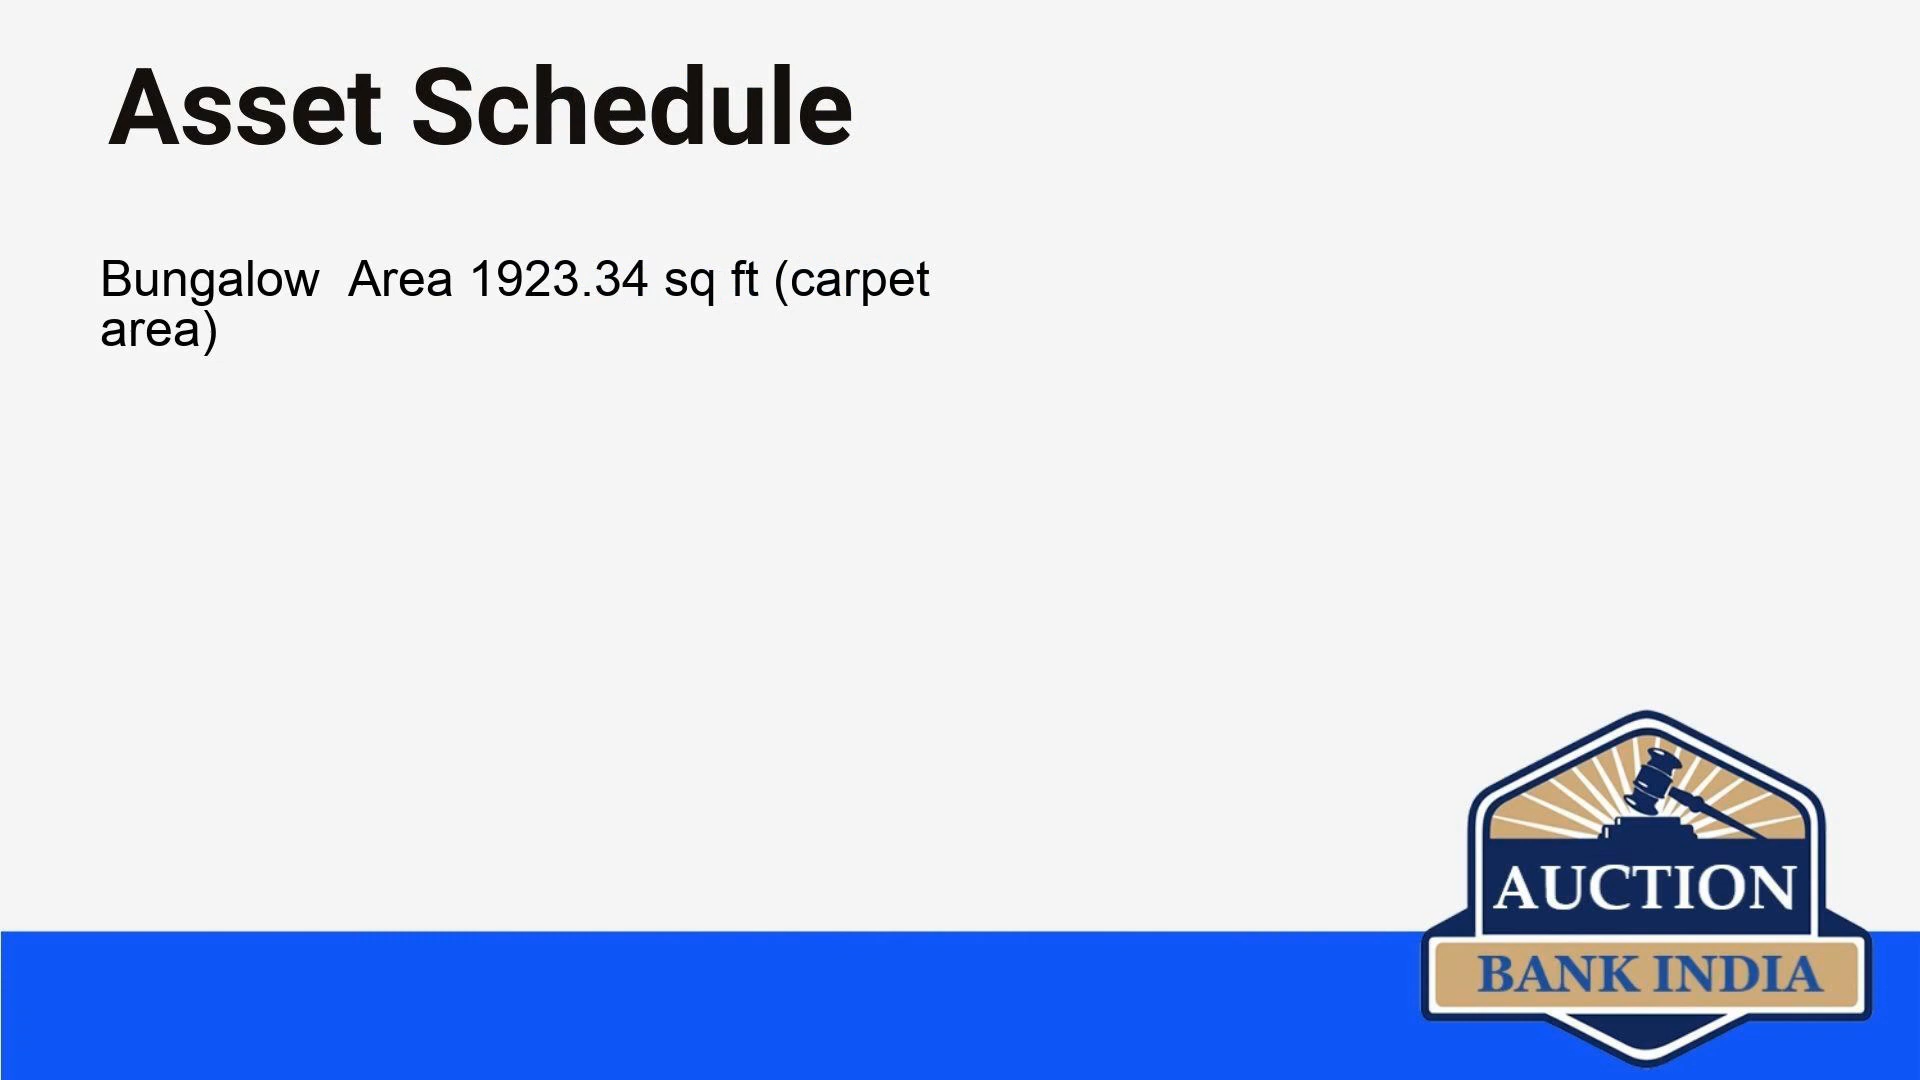 Asset Schedule
Bungalow  Area 1923.34 sq ft (carpet
area)
AUCTION
BANK INDIA